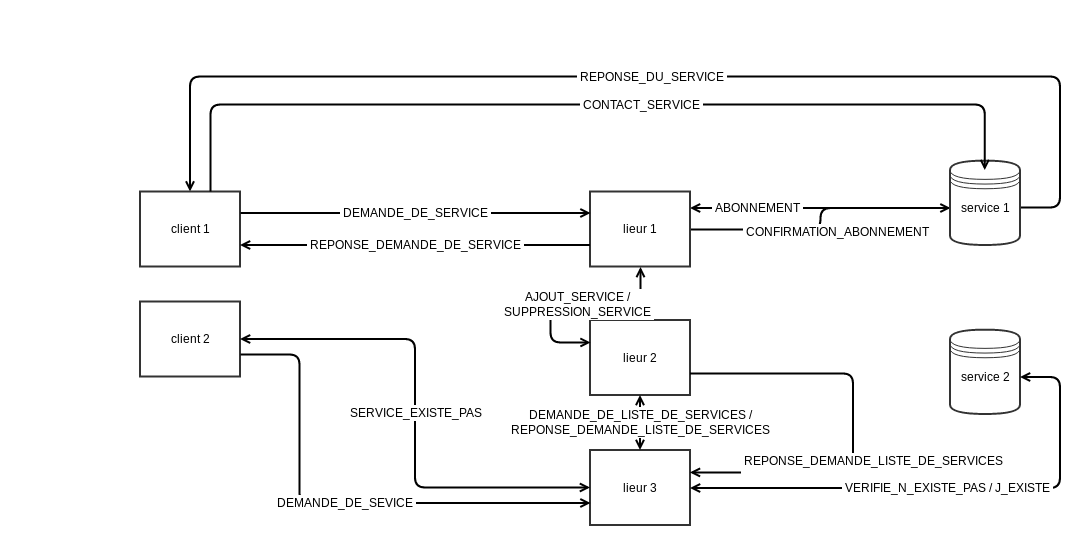 REPONSE_DU_SERVICE
CONTACT_SERVICE
client 1
DEMANDE_DE_SERVICE
REPONSE_DEMANDE_DE_SERVICE
lieur 1
ABONNEMENT
CONFIRMATION_ABONNEMENT
service 1
AJOUT_SERVICE /
SUPPRESSION_SERVICE
client 2
lieur 2
service 2
SERVICE_EXISTE_PAS
DEMANDE_DE_LISTE_DE_SERVICES /
REPONSE_DEMANDE_LISTE_DE_SERVICES
REPONSE_DEMANDE_LISTE_DE_SERVICES
lieur 3
VERIFIE_N_EXISTE_PAS / J_EXISTE
DEMANDE_DE_SEVICE